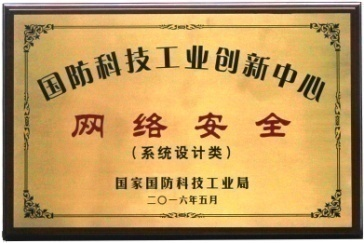 国防科技工业创新中心
网络安全
(系统设计类)
国家国防科技工业局
二〇一六年五月